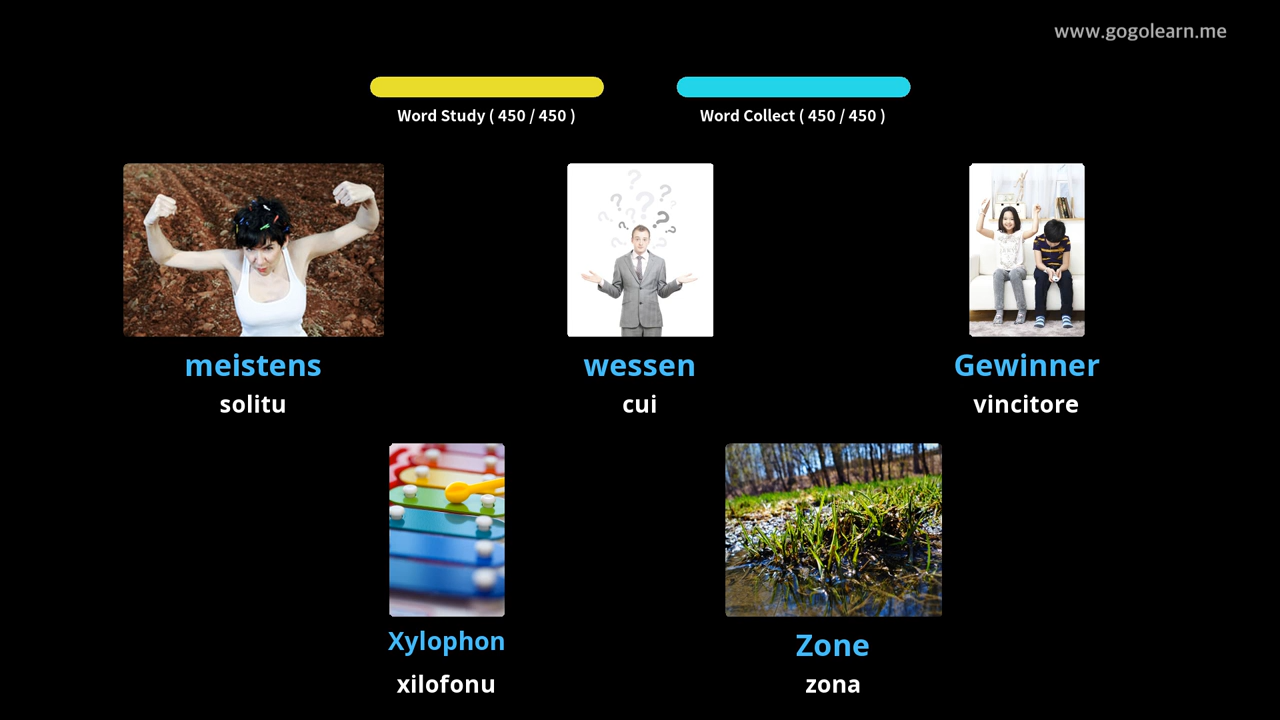 www.gogolearn.me
Word Study ( 450 / 450 )
Word Collect ( 450 / 450 )
meistens
solitu
wessen
cui
Gewinner
vincitore
Xylophon
xilofonu
Zone
zona